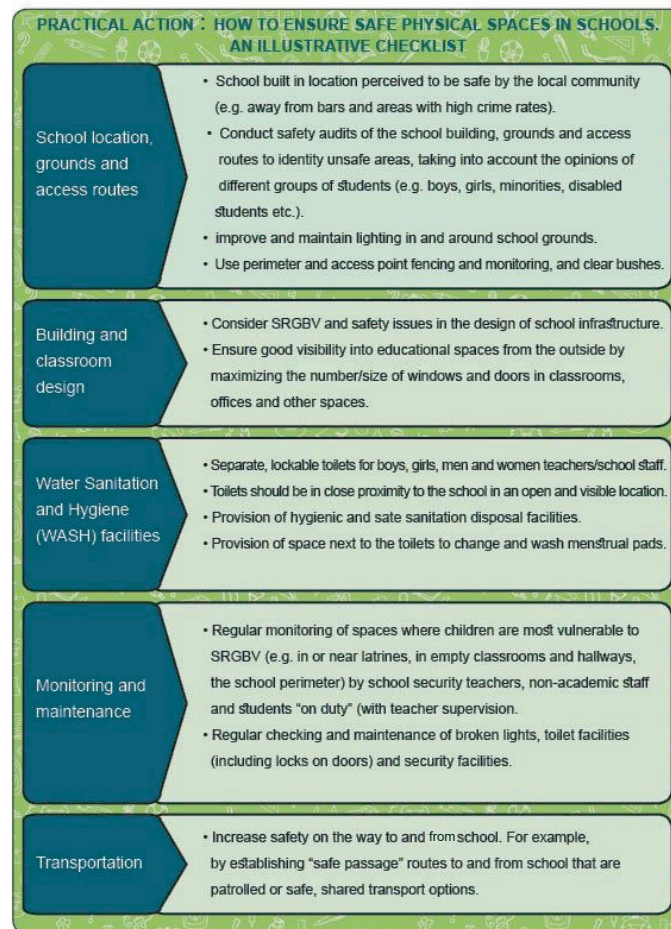 PRACTICAL ACTION : HOW TO ENSURE SAFE PHYSICAL SPACES IN SCHOOLS.
AN ILLUSTRATIVE CHECKLIST
School location,
grounds and
access routes
• School built in location perceived to be safe by the local community
(e.g. away from bars and areas with high crime rates).
• Conduct safety audits of the school building, grounds and access
routes to identity unsafe areas, taking into account the opinions of
different groups of students (e.g. boys, girls, minorities, disabled
students etc.).
• improve and maintain lighting in and around school grounds.
• Use perimeter and access point fencing and monitoring, and clear bushes.
Building and
classroom
design
• Consider SRGBV and safety issues in the design of school infrastructure.
• Ensure good visibility into educational spaces from the outside by
maximizing the number/size of windows and doors in classrooms,
offices and other spaces.
Water Sanitation
and Hygiene
(WASH) facilities
• Separate, lockable toilets for boys, girls, men and women teachers/school staff.
• Toilets should be in close proximity to the school in an open and visible location.
• Provision of hygienic and sate sanitation disposal facilities.
• Provision of space next to the toilets to change and wash menstrual pads.
Monitoring and
maintenance
• Regular monitoring of spaces where children are most vulnerable to
SRGBV (e.g. in or near latrines, in empty classrooms and hallways,
the school perimeter) by school security teachers, non-academic staff
and students “on duty” (with teacher supervision.
• Regular checking and maintenance of broken lights, toilet facilities
(including locks on doors) and security facilities.
Transportation
• Increase safety on the way to and from school. For example,
by establishing “safe passage” routes to and from school that are
patrolled or safe, shared transport options.